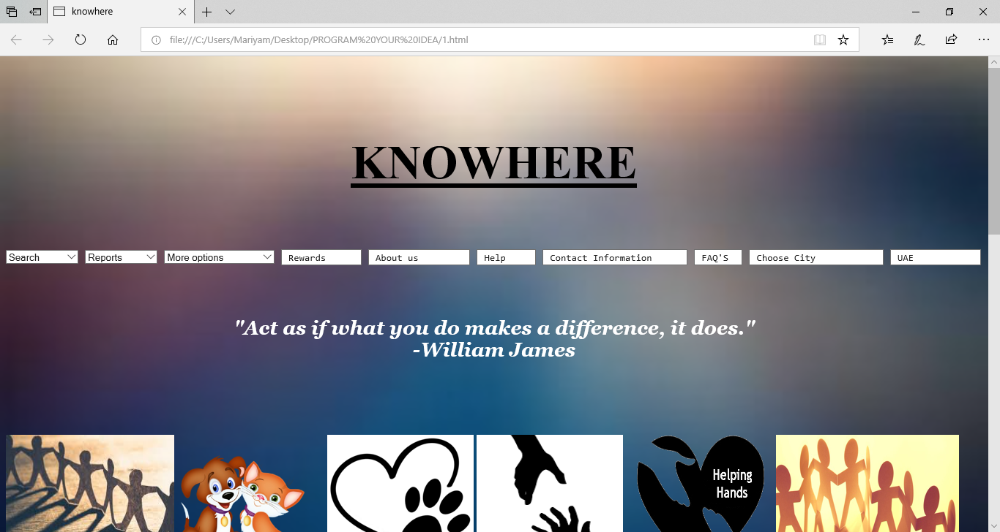 knowhere
file:///C:/Users/Mariyam/Desktop/PROGRAM%20YOUR%20IDEA/1.html
KNOWHERE
Search Reports More options Rewards About us Help Contact Information FAQ'S Choose City UAE
"Act as if what you do makes a difference, it does."
-William James
Helping
Hands